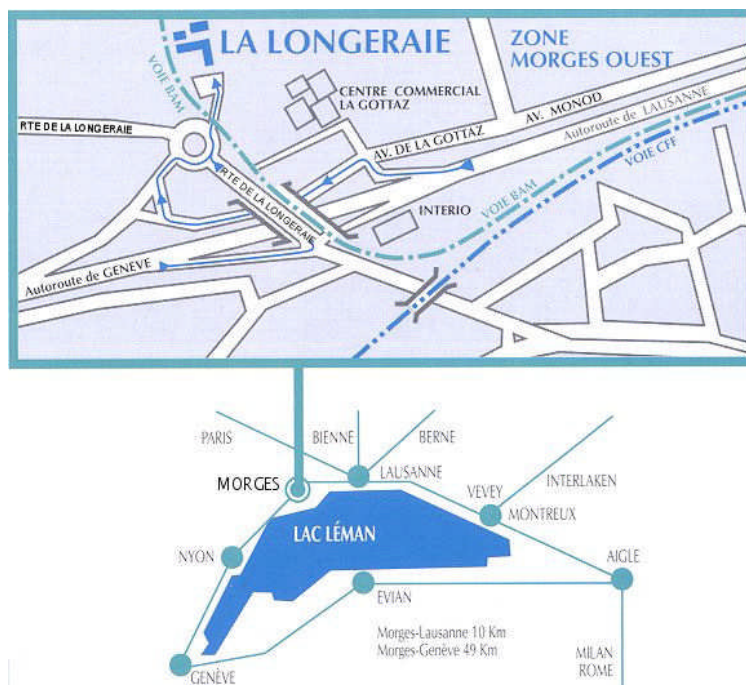 LA LONGERAIE
ZONE
MORGES OUEST
VOIE BAM
CENTRE COMMERCIAL
LA GOTTAZ
AV. MONOD
Autoroute de LAUSANNE
RTE DE LA LONGERAIE
AV. DE LA GOTTAZ
VOIE CFF
RTE DE LA LONGERAIE
VOIE BAM
INTERIO
Autoroute de GENÈVE
PARIS
BIENNE
BERNE
LAUSANNE
MORGES
VEVEY
INTERLAKEN
MONTREUX
LAC LÉMAN
NYON
AIGLE
EVIAN
Morges-Lausanne 10 Km
Morges-Genève 49 Km
GENÈVE
MILAN
ROME